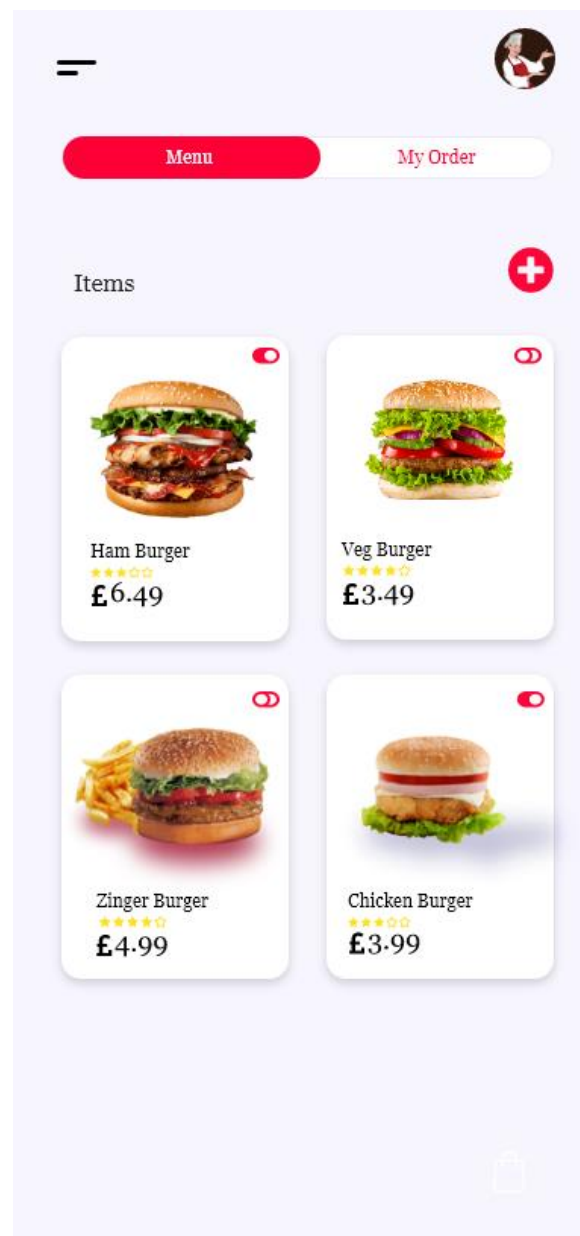 Menu
My Order
Items
Ham Burger
£6.49
Veg Burger
£3.49
Zinger Burger
£4.99
Chicken Burger
£3.99